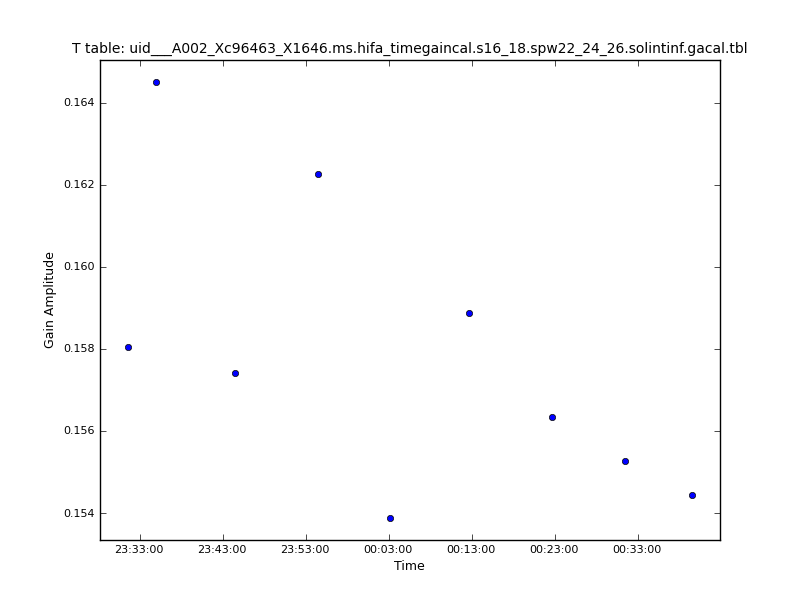 T table: uid___A002_Xc96463_X1646.ms.hifa_timegaincal.s16_18.spw22_24_26.solintinf.gacal.tbl
0.164
0.162
0.160
0.158
0.156
0.154
Gain Amplitude
23:33:00 23:43:00 23:53:00 00:03:00 00:13:00 00:23:00 00:33:00
Time